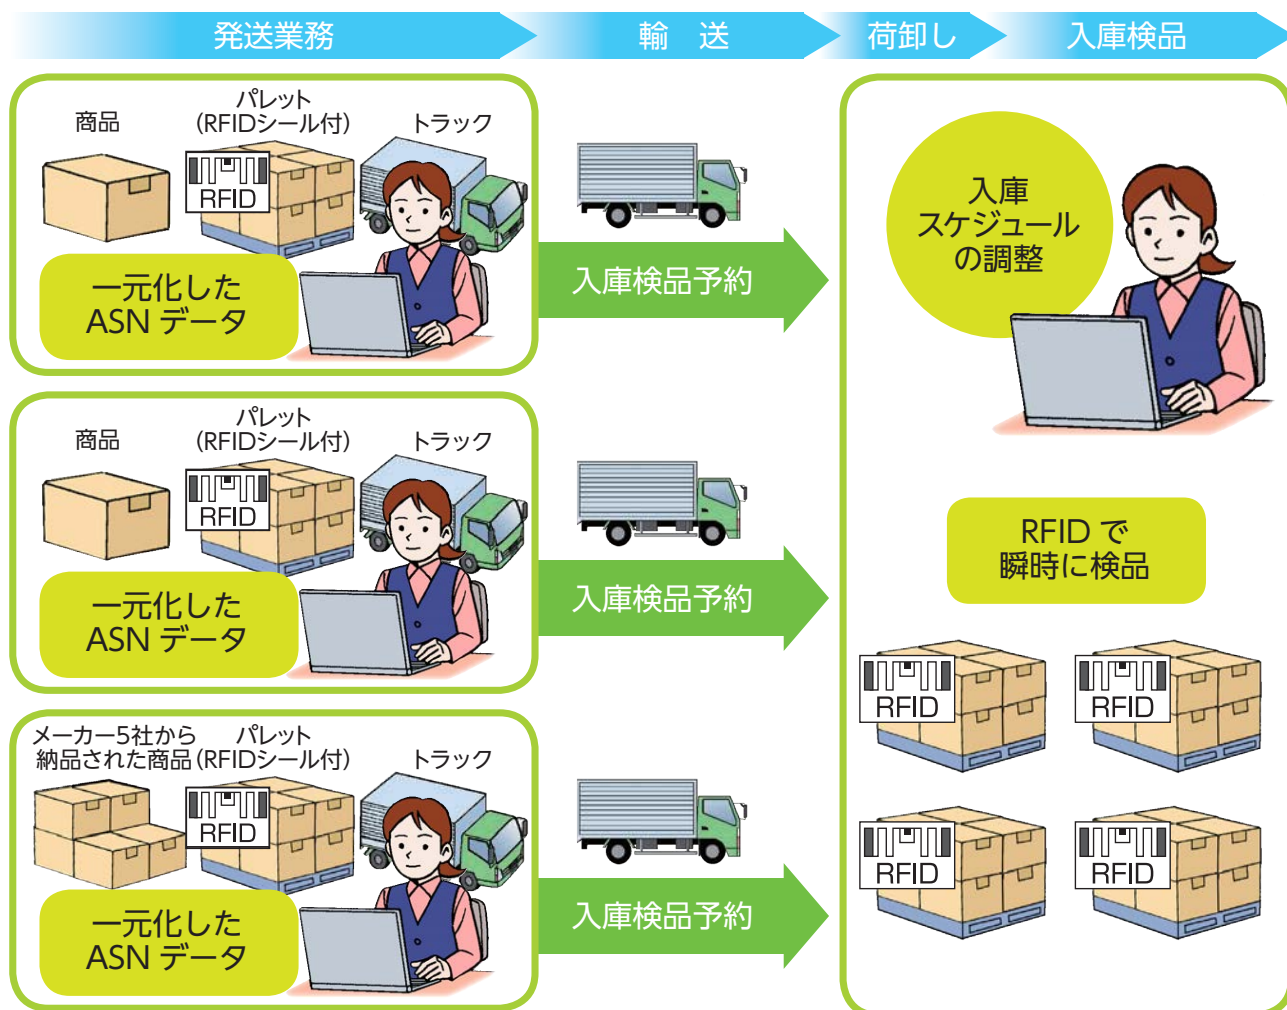 発送業務
輸 送
荷卸し
入庫検品
商品
パレット
(RFIDシール付)
トラック
RFID
一元化した
ASN データ
入庫検品予約
商品
パレット
(RFIDシール付)
トラック
RFID
一元化した
ASN データ
入庫検品予約
メーカー5社から
納品された商品
パレット
(RFIDシール付)
トラック
RFID
一元化した
ASN データ
入庫検品予約
入庫
スケジュール
の調整
RFID で
瞬時に検品
RFID
RFID
RFID
RFID